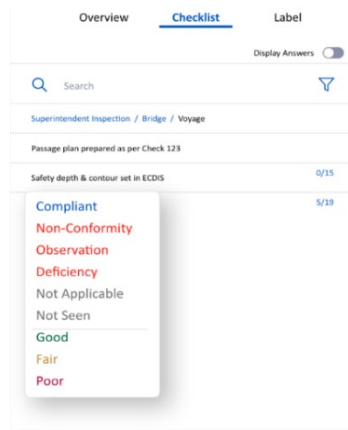 Overview Checklist Label
Display Answers
Search
Superintendent Inspection / Bridge / Voyage
Passage plan prepared as per Check 123
Safety depth & contour set in ECDIS 0/15
5/19
Compliant
Non-Conformity
Observation
Deficiency
Not Applicable
Not Seen
Good
Fair
Poor